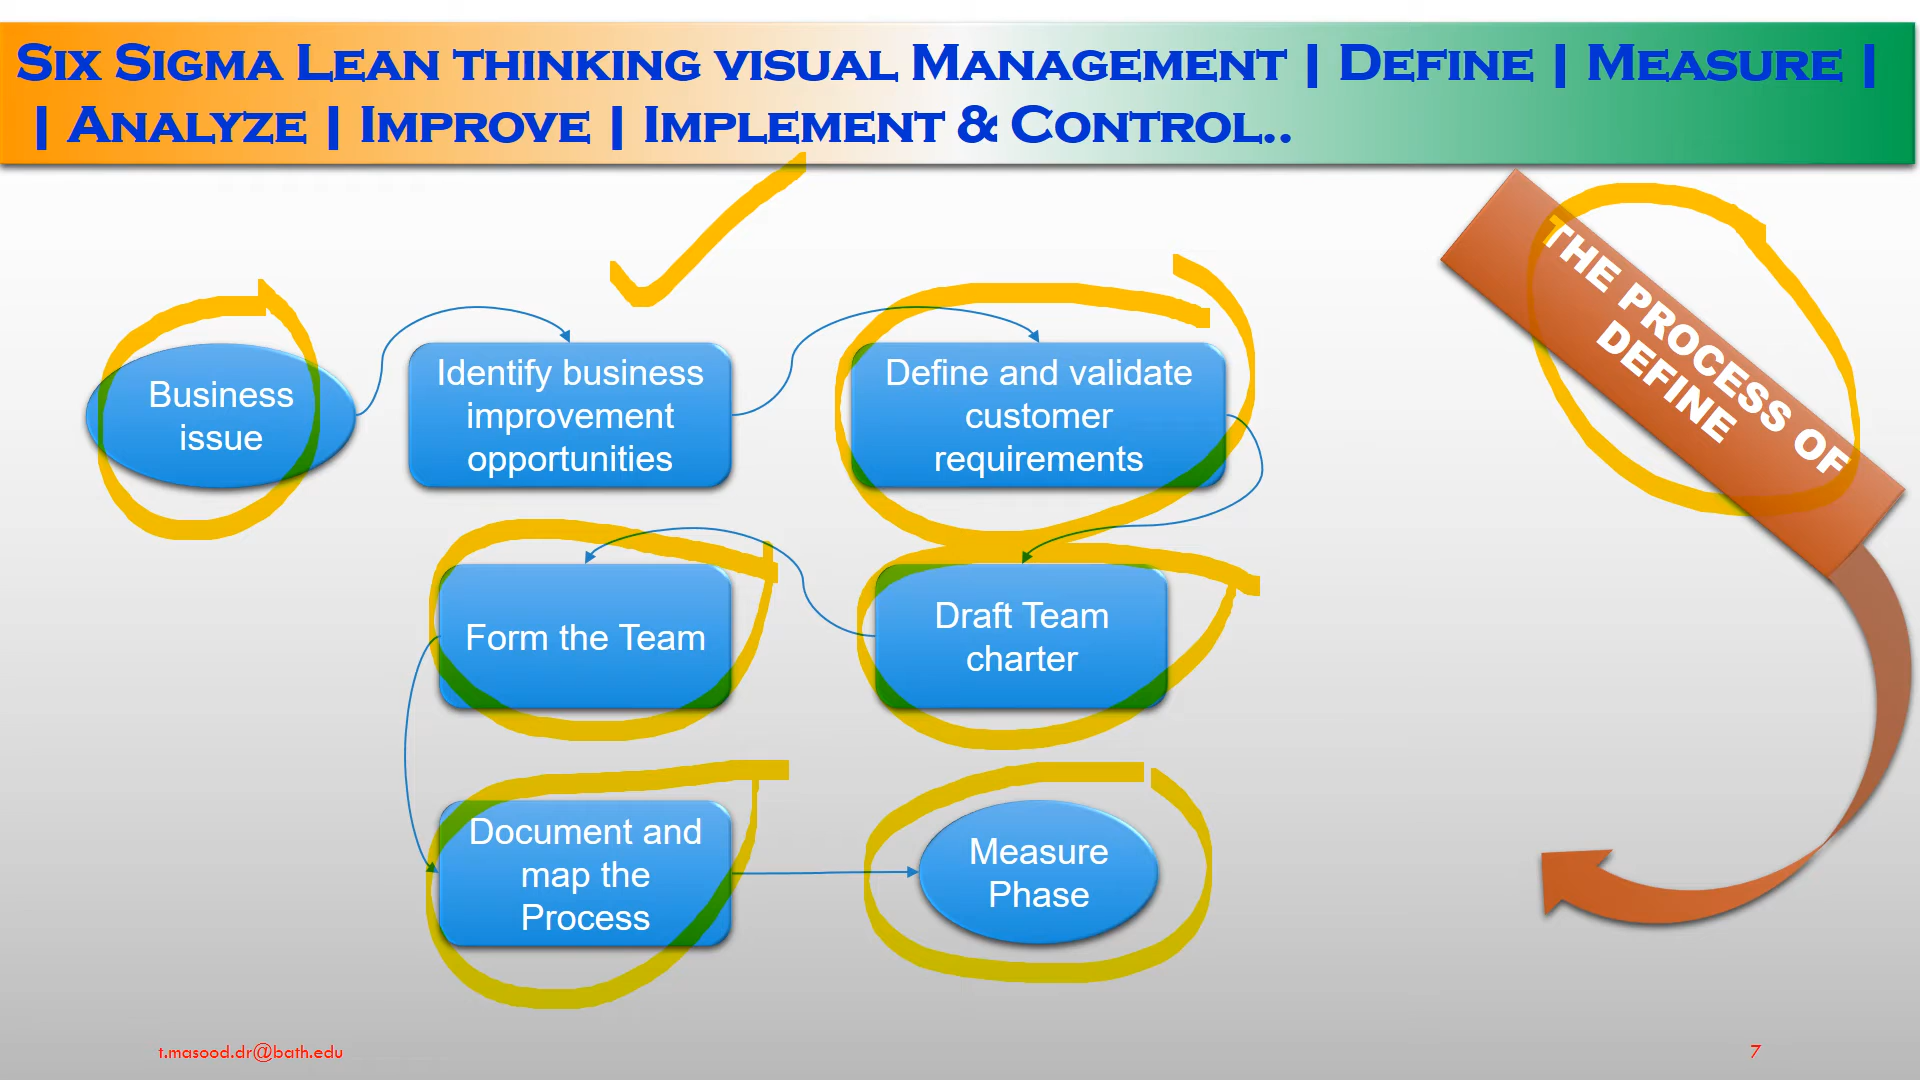 Six Sigma Lean thinking visual Management | Define | Measure |
| Analyze | Improve | Implement & Control..
THE PROCESS OF
DEFINE
Business
issue
Identify business
improvement
opportunities
Define and validate
customer
requirements
Draft Team
charter
Form the Team
Document and
map the
Process
Measure
Phase
t.masood.dr@bath.edu
7